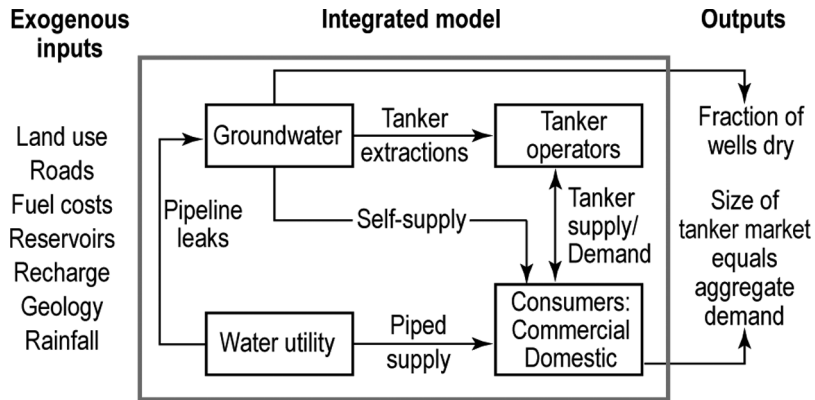 Exogenous
inputs
Integrated model
Outputs
Land use
Roads
Fuel costs
Reservoirs
Recharge
Geology
Rainfall
Groundwater
Tanker
extractions
Tanker
operators
Pipeline
leaks
Self-supply
Tanker
supply/
Demand
Water utility
Piped
supply
Consumers:
Commercial
Domestic
Fraction of
wells dry
Size of
tanker market
equals
aggregate
demand